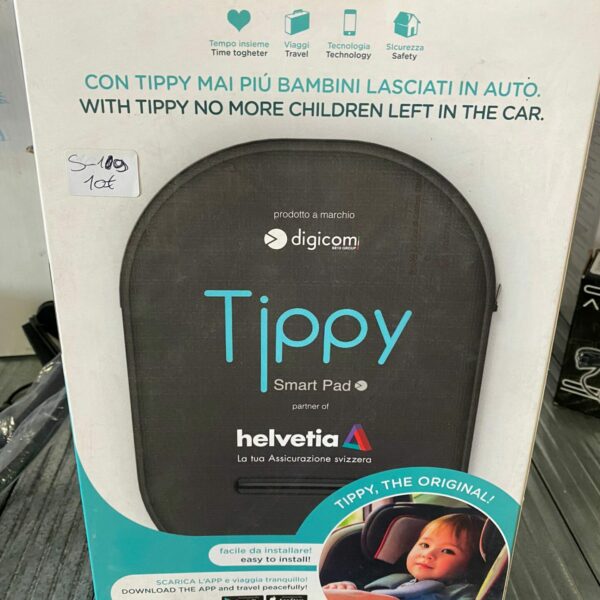 Tempo insieme
Time togheter
Viaggi
Travel
Tecnologia
Technology
Sicurezza
Safety
CON TIPPY MAI PIÚ BAMBINI LASCIATI IN AUTO.
WITH TIPPY NO MORE CHILDREN LEFT IN THE CAR.
10€
prodotto a marchio
digicom
Tippy
Smart Pad
partner of
helvetia
La tua Assicurazione svizzera
TIPPY, THE ORIGINAL!
facile da installare!
easy to install!
SCARICA L'APP e viaggia tranquillo!
DOWNLOAD THE APP and travel peacefully!